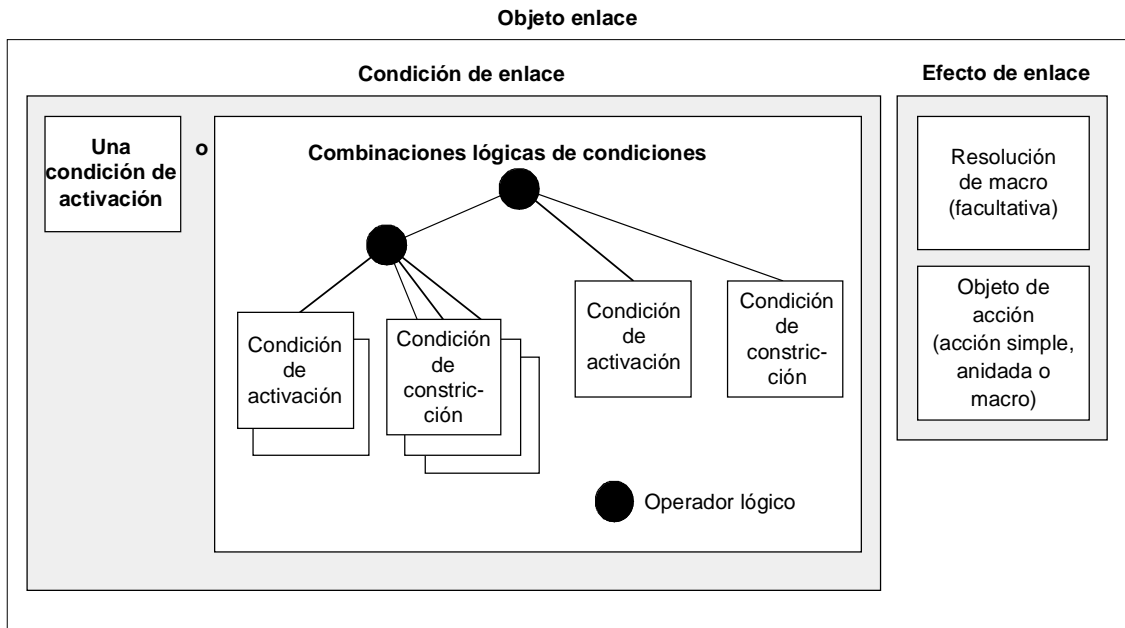 Objeto enlace
Condición de enlace
Efecto de enlace
Una
condición de
activación
o
Combinaciones lógicas de condiciones
Condición
de
activación
Condición
de
constric-
ción
Condición
de
activación
Condición
de
constric-
ción
Operador lógico
Resolución
de macro
(facultativa)
Objeto de
acción
(acción simple,
anidada o
macro)